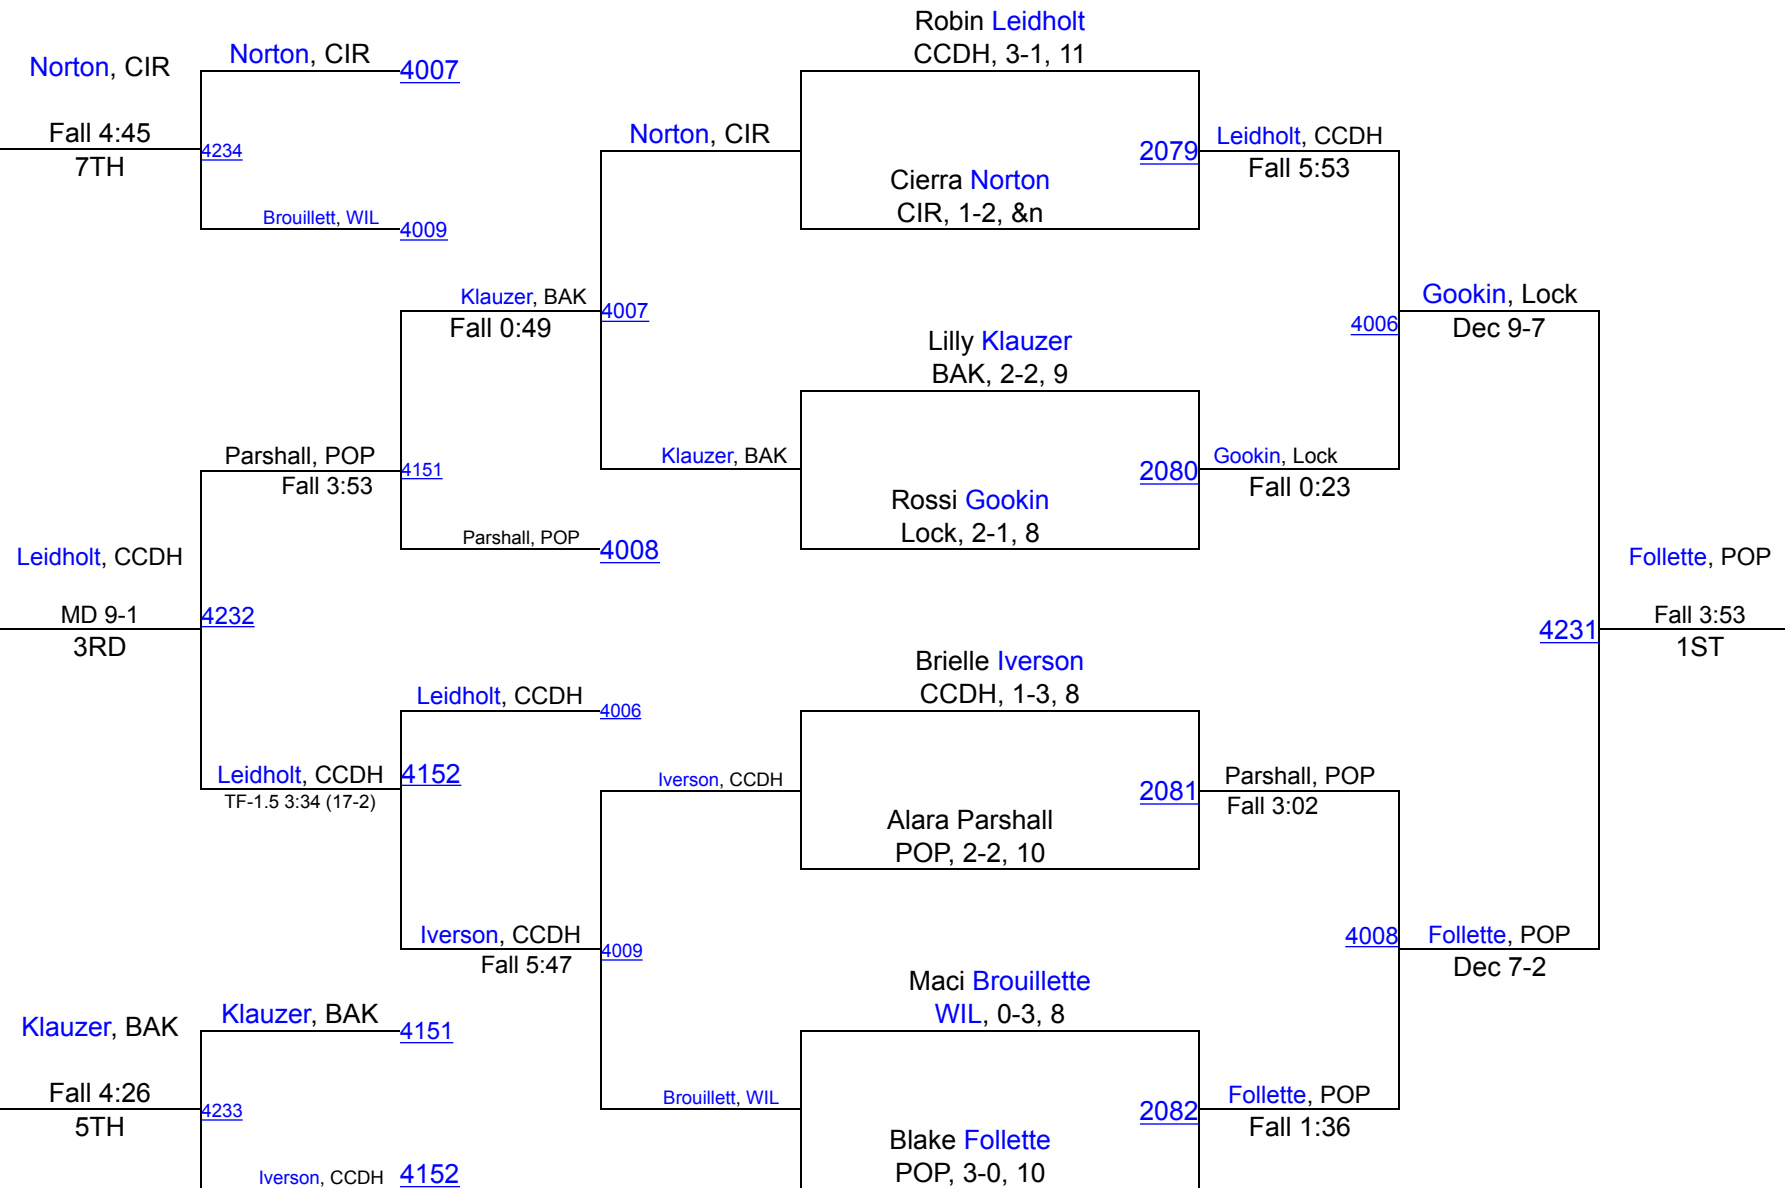 Norton, CIR
Fall 4:45
7TH
Norton, CIR
4007
4234
Brouillett, WIL
4009
Klauzer, BAK
Fall 0:49
4007
Parshall, POP
Fall 3:53
4151
Parshall, POP
4008
Leidholt, CCDH
MD 9-1
3RD
4232
Leidholt, CCDH
4006
Leidholt, CCDH
TF-1.5 3:34 (17-2)
4152
Iverson, CCDH
Fall 5:47
4009
Klauzer, BAK
Fall 4:26
5TH
Klauzer, BAK
4151
4233
Iverson, CCDH
4152
Norton, CIR
Klauzer, BAK
Iverson, CCDH
Brouillett, WIL
Robin Leidholt
CCDH, 3-1, 11
Cierra Norton
CIR, 1-2, &n
2079
Lilly Klauzer
BAK, 2-2, 9
Rossi Gookin
Lock, 2-1, 8
2080
Brielle Iverson
CCDH, 1-3, 8
Alara Parshall
POP, 2-2, 10
2081
Maci Brouillette
WIL, 0-3, 8
Blake Follette
POP, 3-0, 10
2082
Leidholt, CCDH
Fall 5:53
4006
Gookin, Lock
Fall 0:23
Parshall, POP
Fall 3:02
4008
Follette, POP
Fall 1:36
Gookin, Lock
Dec 9-7
4231
Follette, POP
Dec 7-2
Follette, POP
Fall 3:53
1ST